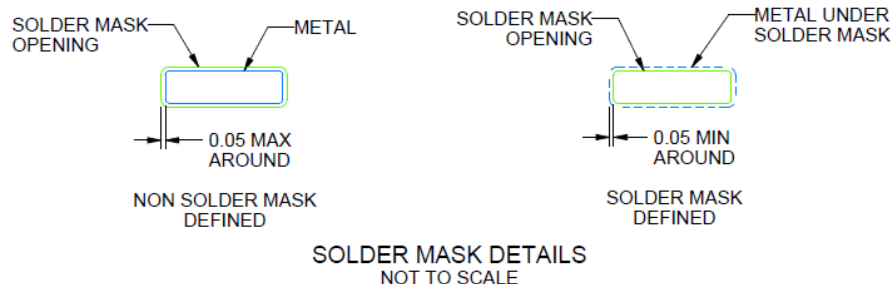 SOLDER MASK
OPENING
METAL
0.05 MAX
AROUND
NON SOLDER MASK
DEFINED
SOLDER MASK
OPENING
METAL UNDER
SOLDER MASK
0.05 MIN
AROUND
SOLDER MASK
DEFINED
SOLDER MASK DETAILS
NOT TO SCALE